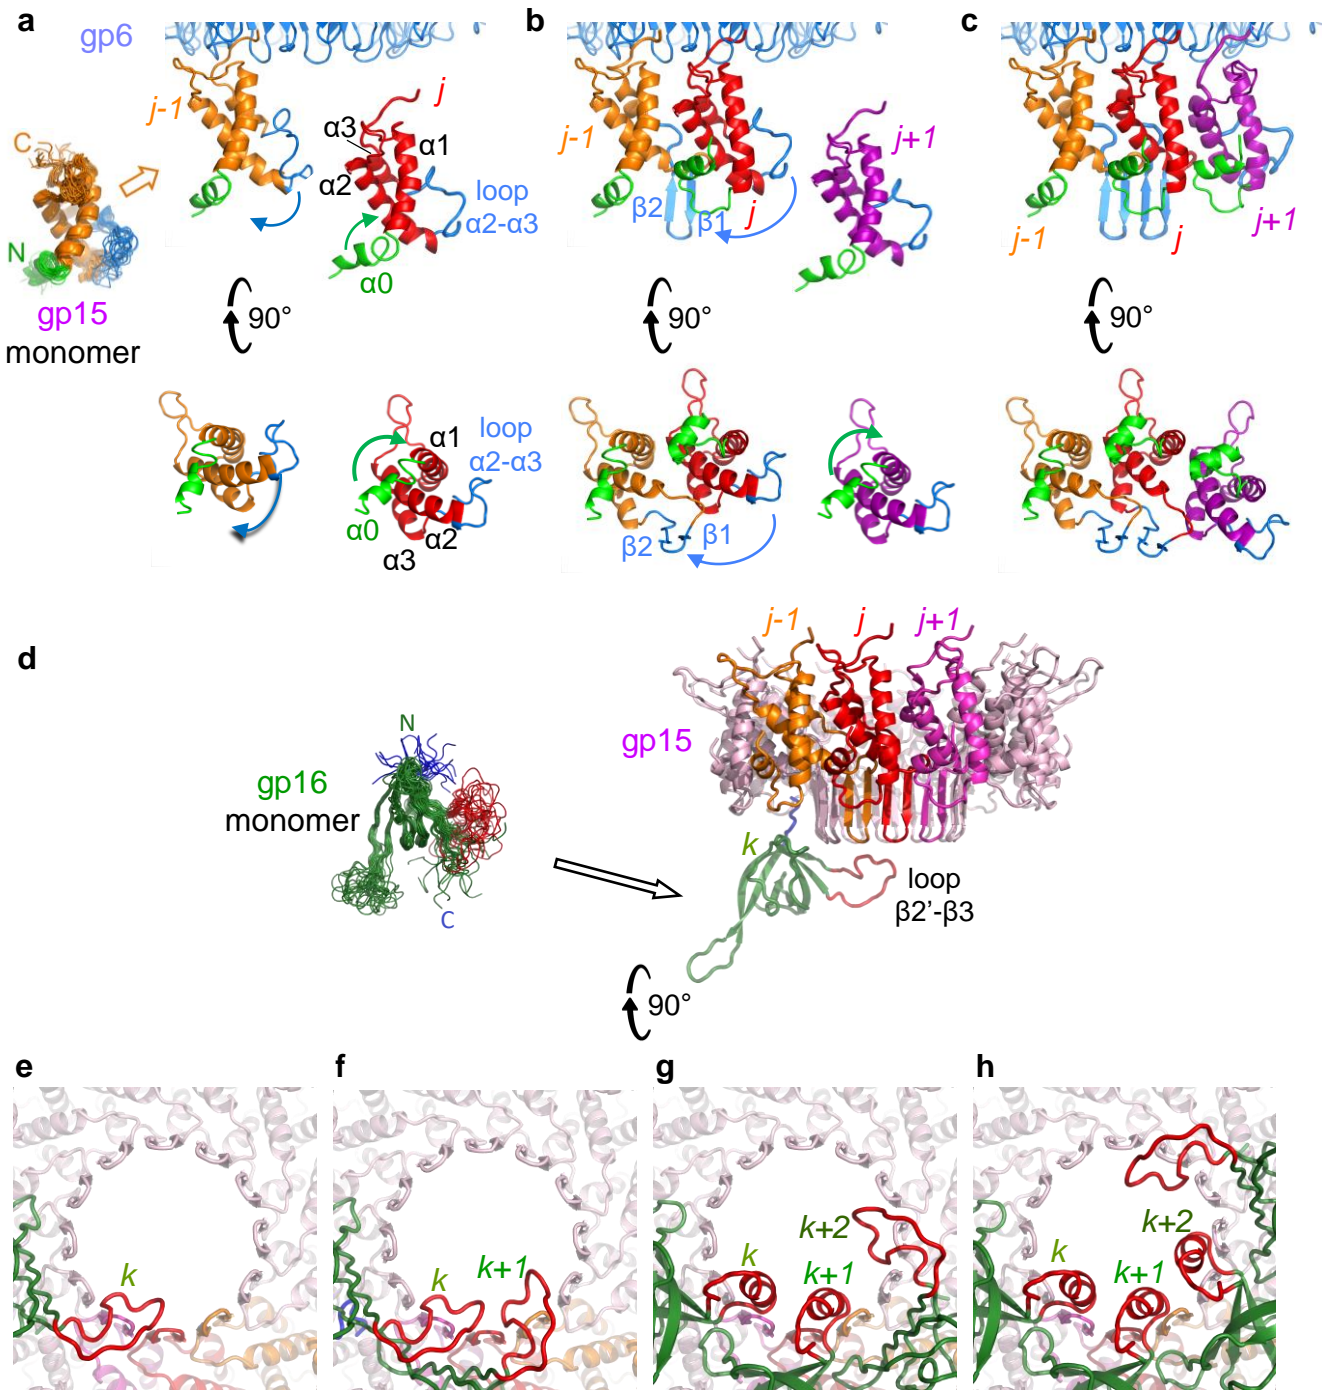 a
gp6
j-1
j
α3
α1
α2
loop
α2-α3
α0
C
N
gp15
monomer
90°
α1
loop
α2-α3
α0
α2
α3
b
j-1
β2
β1
j
j+1
90°
β2
β1
c
j-1
j
j+1
90°
d
N
gp16
monomer
C
j-1
j
j+1
gp15
k
loop
β2’-β3
90°
e
k
f
k
k+1
g
k+2
k
k+1
h
k+2
k
k+1